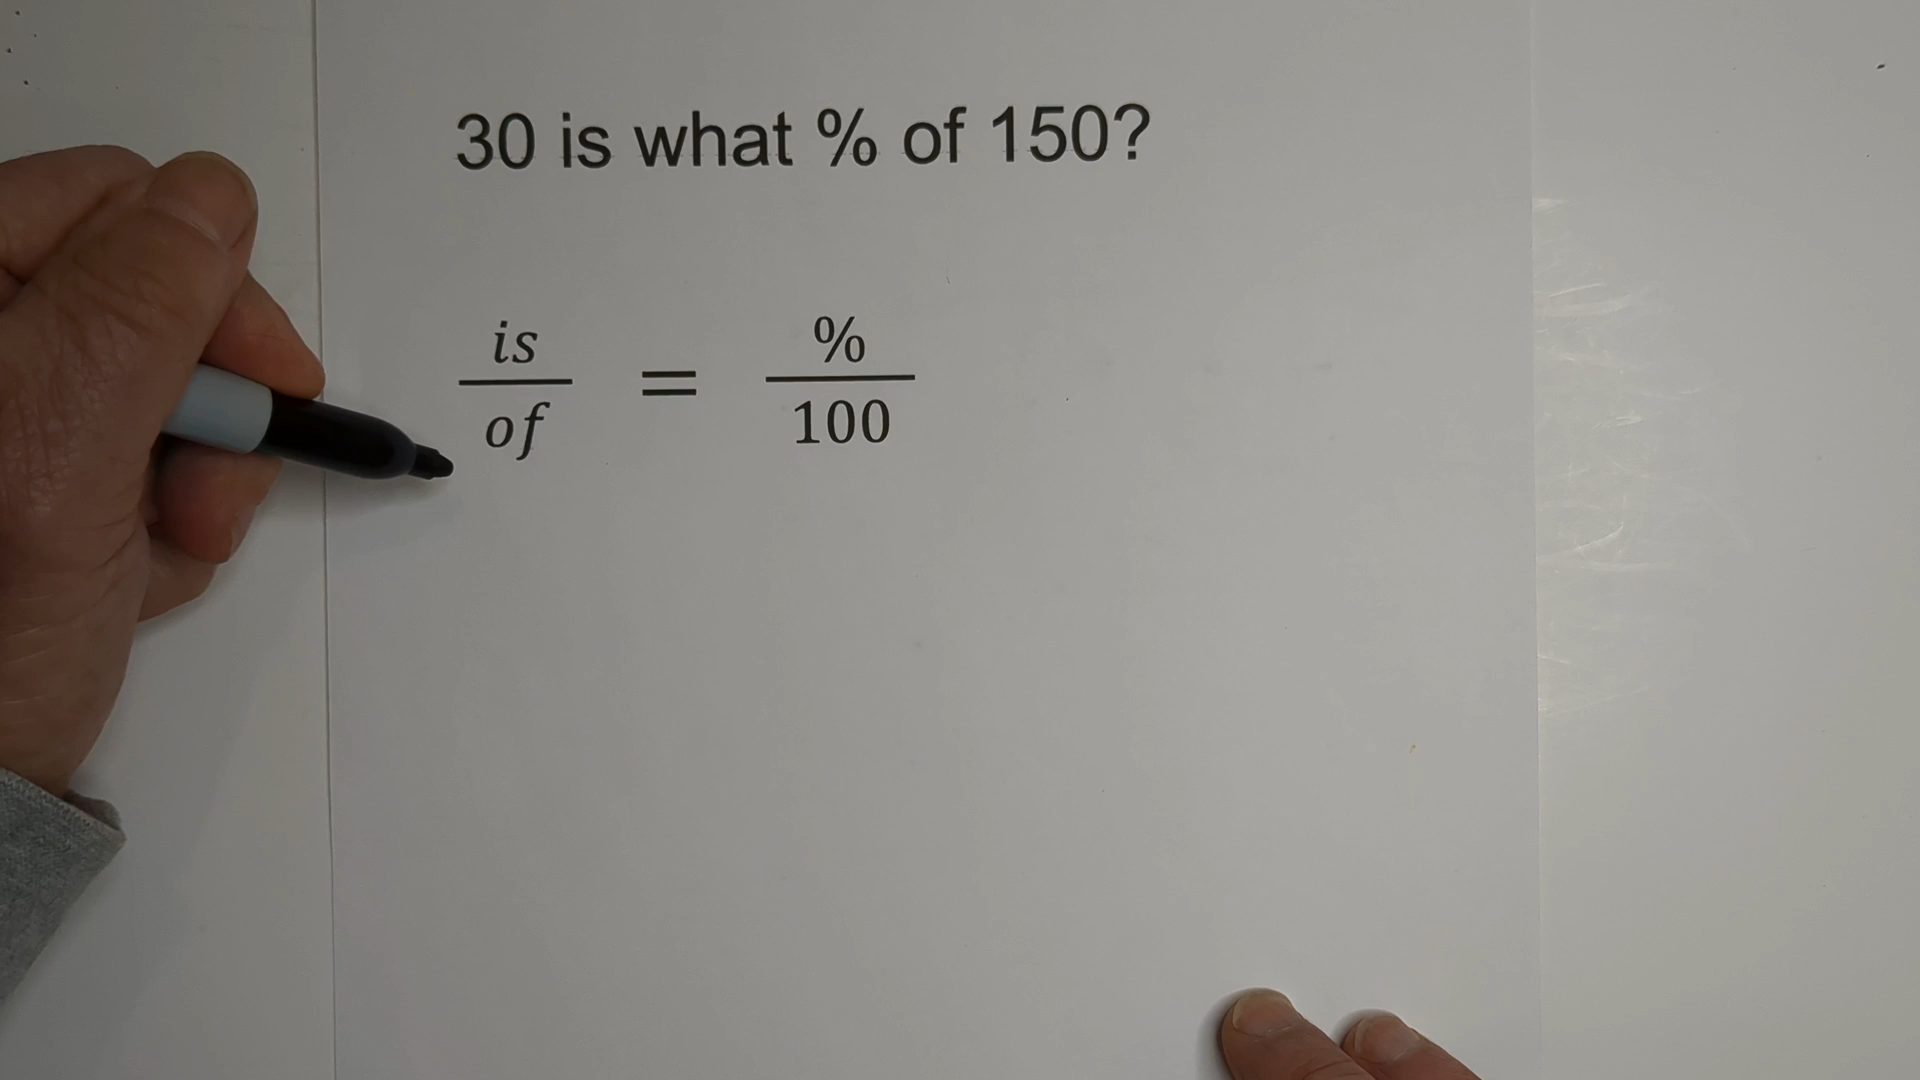 30 is what % of 150?
is
of
=
%
100